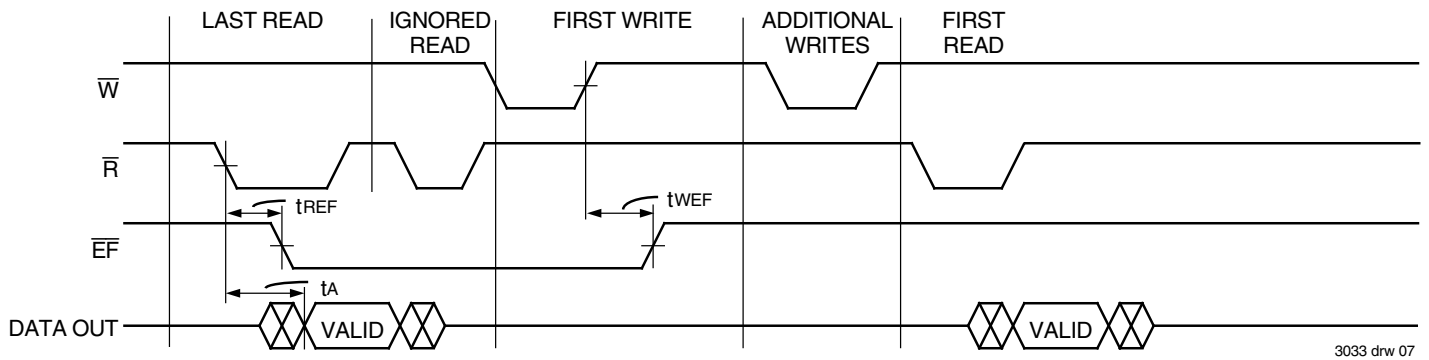 LAST READ
IGNORED
READ
FIRST WRITE
ADDITIONAL
WRITES
FIRST
READ
W̅
R̅
tREF
tWEF
E̅F̅
tA
DATA OUT
VALID
VALID
3033 drw 07